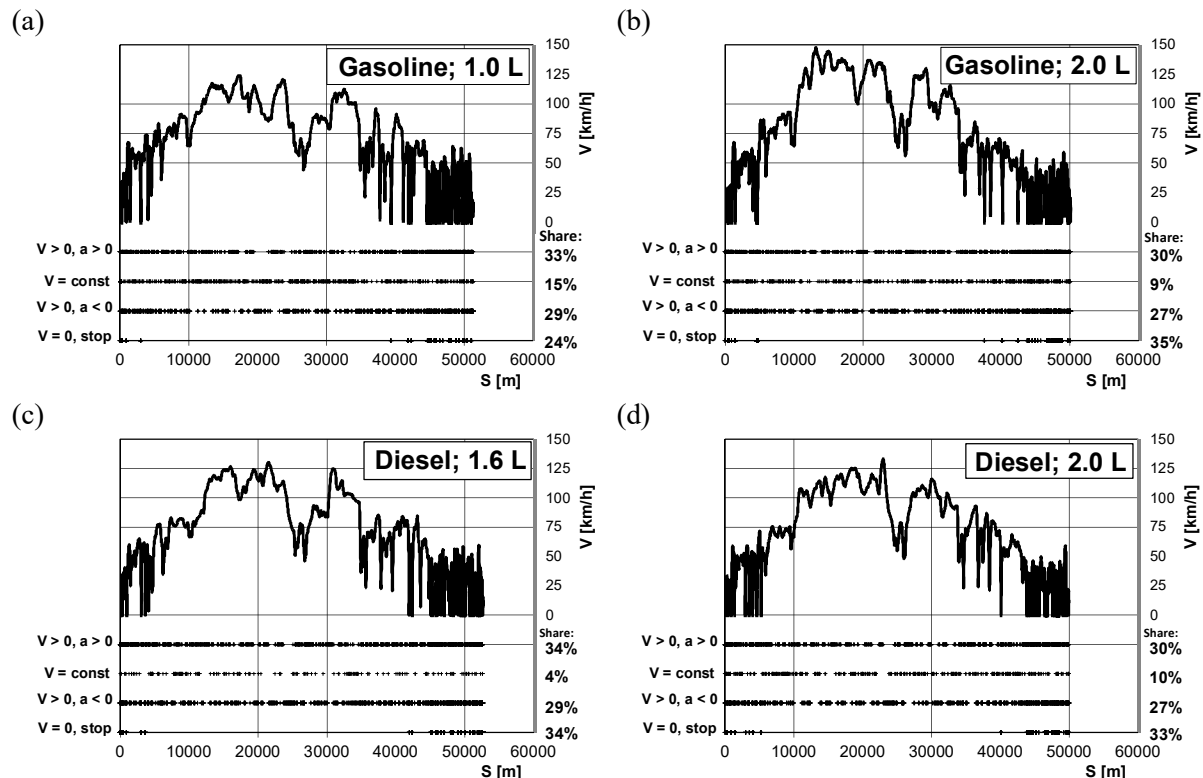 (a)
Gasoline; 1.0 L
150
125
100
75
50
25
0
V [km/h]
Share:
V > 0, a > 0
33%
V = const
15%
V > 0, a < 0
29%
V = 0, stop
24%
0 10000 20000 30000 40000 50000 60000
S [m]
(b)
Gasoline; 2.0 L
150
125
100
75
50
25
0
V [km/h]
Share:
V > 0, a > 0
30%
V = const
9%
V > 0, a < 0
27%
V = 0, stop
35%
0 10000 20000 30000 40000 50000 60000
S [m]
(c)
Diesel; 1.6 L
150
125
100
75
50
25
0
V [km/h]
Share:
V > 0, a > 0
34%
V = const
4%
V > 0, a < 0
29%
V = 0, stop
34%
0 10000 20000 30000 40000 50000 60000
S [m]
(d)
Diesel; 2.0 L
150
125
100
75
50
25
0
V [km/h]
Share:
V > 0, a > 0
30%
V = const
10%
V > 0, a < 0
27%
V = 0, stop
33%
0 10000 20000 30000 40000 50000 60000
S [m]